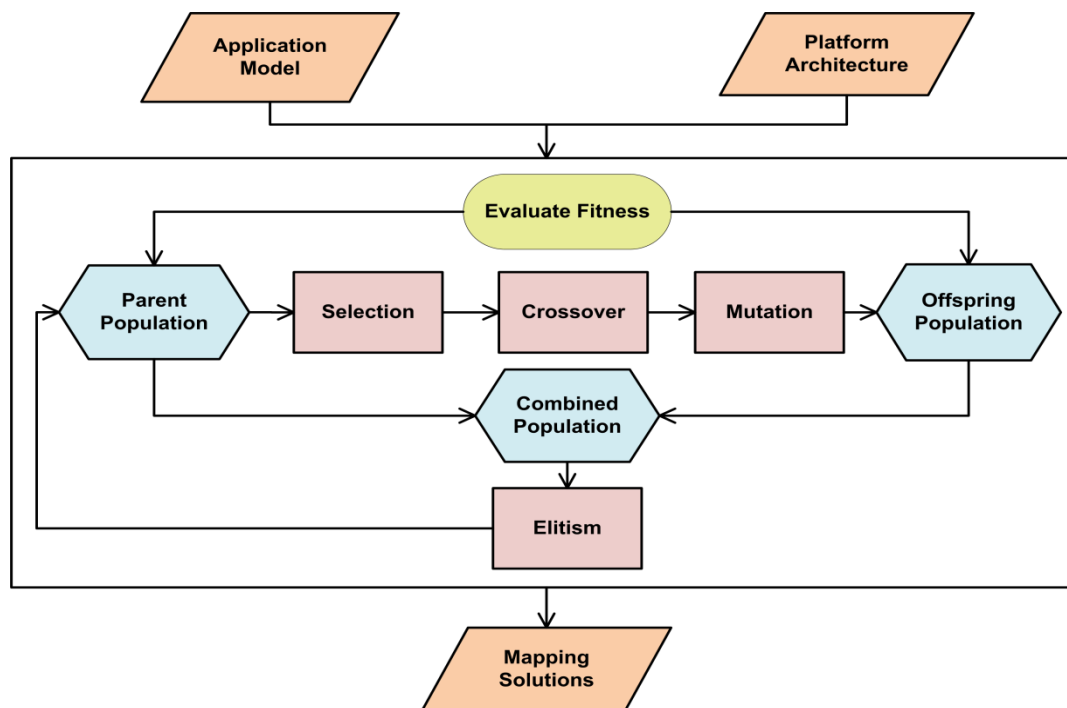 Application
Model
Platform
Architecture
Evaluate Fitness
Parent
Population
Selection
Crossover
Mutation
Offspring
Population
Combined
Population
Elitism
Mapping
Solutions